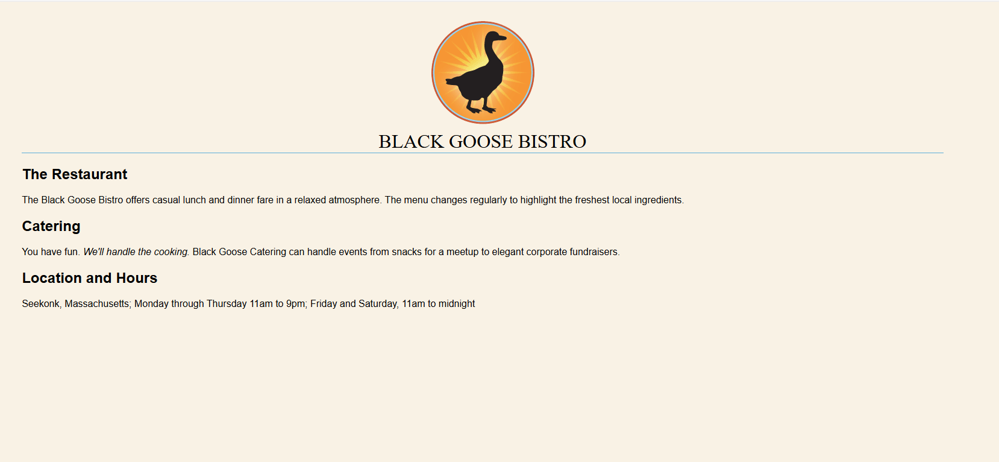 BLACK GOOSE BISTRO
The Restaurant
The Black Goose Bistro offers casual lunch and dinner fare in a relaxed atmosphere. The menu changes regularly to highlight the freshest local ingredients.
Catering
You have fun. We'll handle the cooking. Black Goose Catering can handle events from snacks for a meetup to elegant corporate fundraisers.
Location and Hours
Seekonk, Massachusetts; Monday through Thursday 11am to 9pm; Friday and Saturday, 11am to midnight